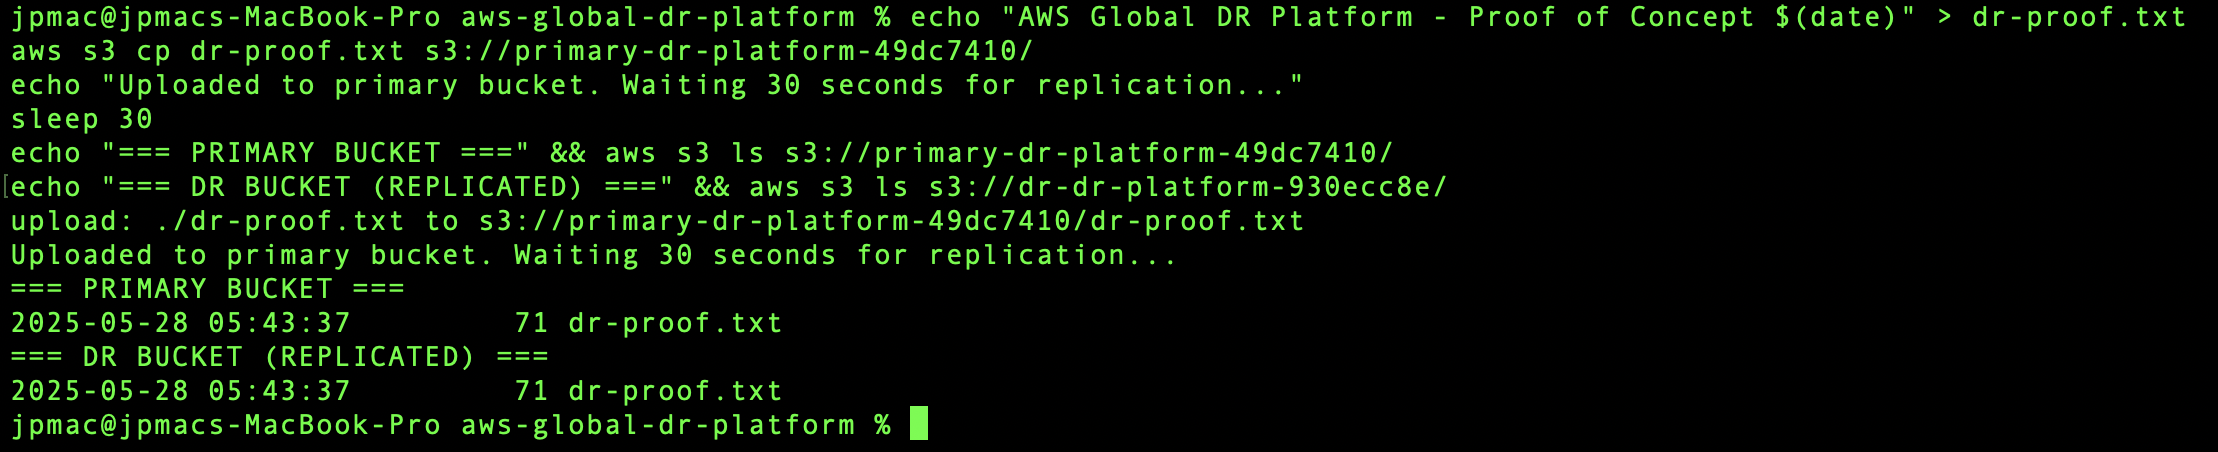 jpmac@jpmacs-MacBook-Pro aws-global-dr-platform % echo "AWS Global DR Platform - Proof of Concept $(date)" > dr-proof.txt
aws s3 cp dr-proof.txt s3://primary-dr-platform-49dc7410/
echo "Uploaded to primary bucket. Waiting 30 seconds for replication..."
sleep 30
echo "=== PRIMARY BUCKET ===" && aws s3 ls s3://primary-dr-platform-49dc7410/
echo "=== DR BUCKET (REPLICATED) ===" && aws s3 ls s3://dr-dr-platform-930ecc8e/
upload: ./dr-proof.txt to s3://primary-dr-platform-49dc7410/dr-proof.txt
Uploaded to primary bucket. Waiting 30 seconds for replication...
=== PRIMARY BUCKET ===
2025-05-28 05:43:37         71 dr-proof.txt
=== DR BUCKET (REPLICATED) ===
2025-05-28 05:43:37         71 dr-proof.txt
jpmac@jpmacs-MacBook-Pro aws-global-dr-platform %